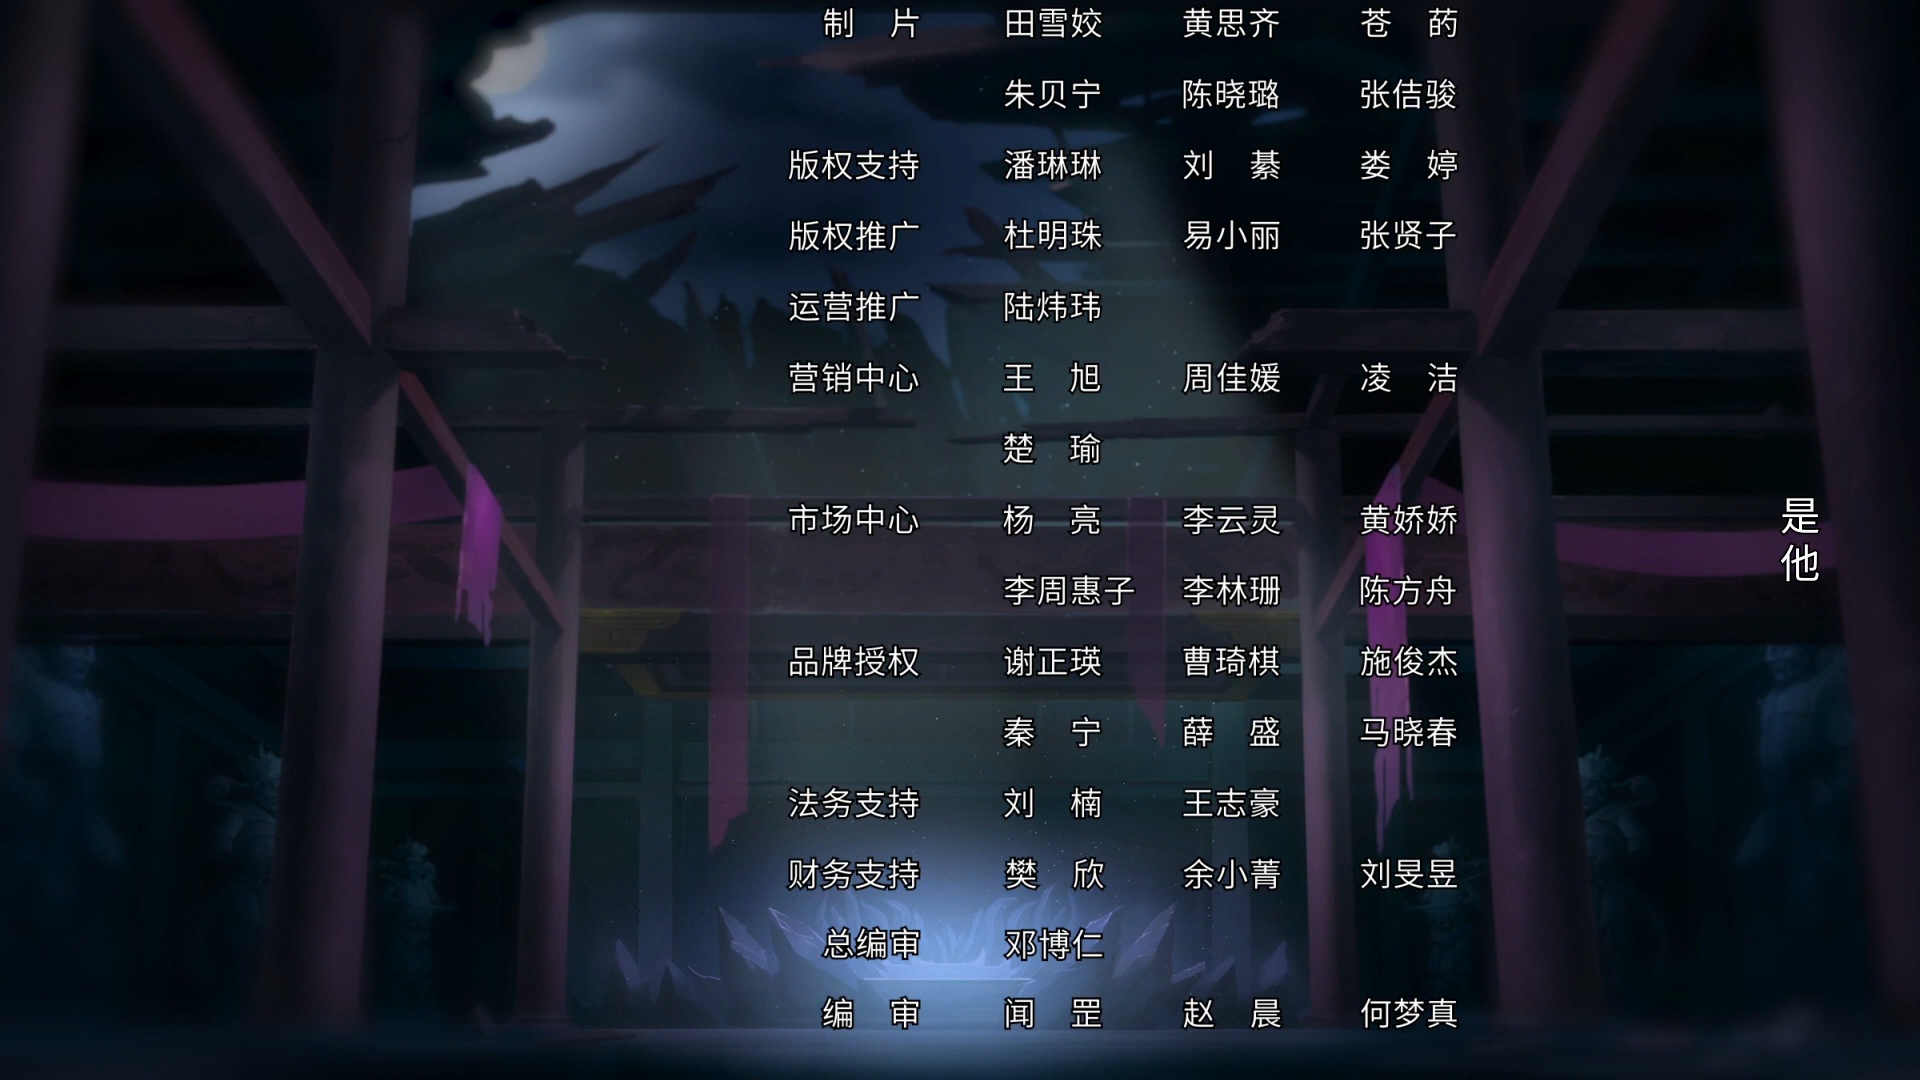 制 片 田雪姣 黄思齐 苍 菂
朱贝宁 陈晓璐 张佶骏
版权支持 潘琳琳 刘 綦 娄 婷
版权推广 杜明珠 易小丽 张贤子
运营推广 陆炜玮
营销中心 王 旭 周佳媛 凌 洁
楚 瑜
市场中心 杨 亮 李云灵 黄娇娇
李周惠子 李林珊 陈方舟
品牌授权 谢正瑛 曹琦棋 施俊杰
秦 宁 薛 盛 马晓春
法务支持 刘 楠 王志豪
财务支持 樊 欣 余小菁 刘旻昱
总编审 邓博仁
编 审 闻 罡 赵 晨 何梦真
是他